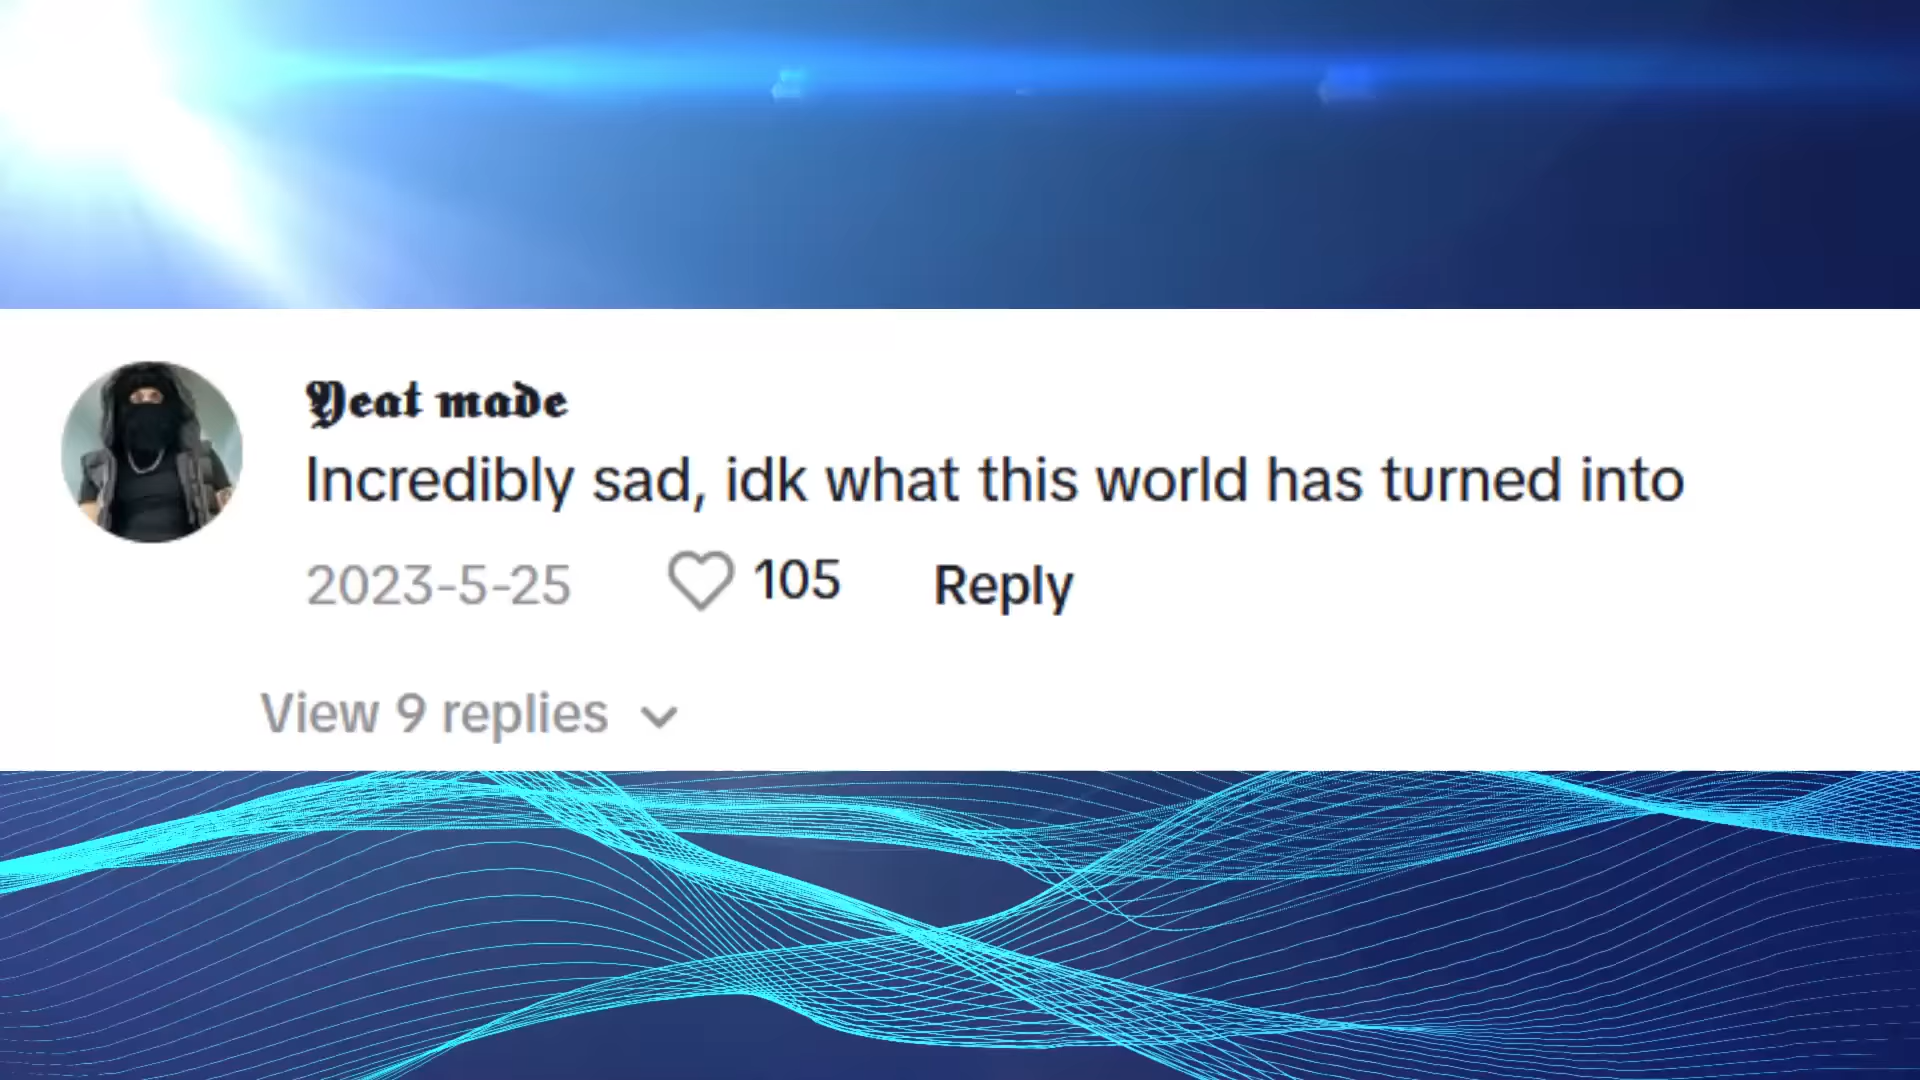 𝖄𝖊𝖆𝖙 𝖒𝖆𝖉𝖊
Incredibly sad, idk what this world has turned into
2023-5-25 105 Reply
View 9 replies